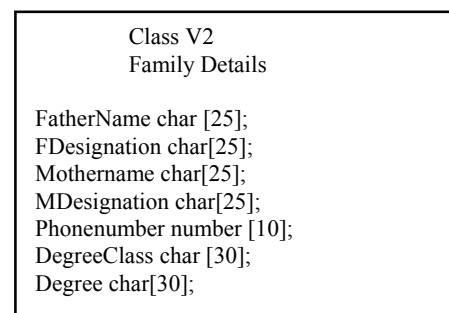 Class V2
Family Details
FatherName char [25];
FDesignation char[25];
Mothername char[25];
MDesignation char[25];
Phonenumber number [10];
DegreeClass char [30];
Degree char[30];